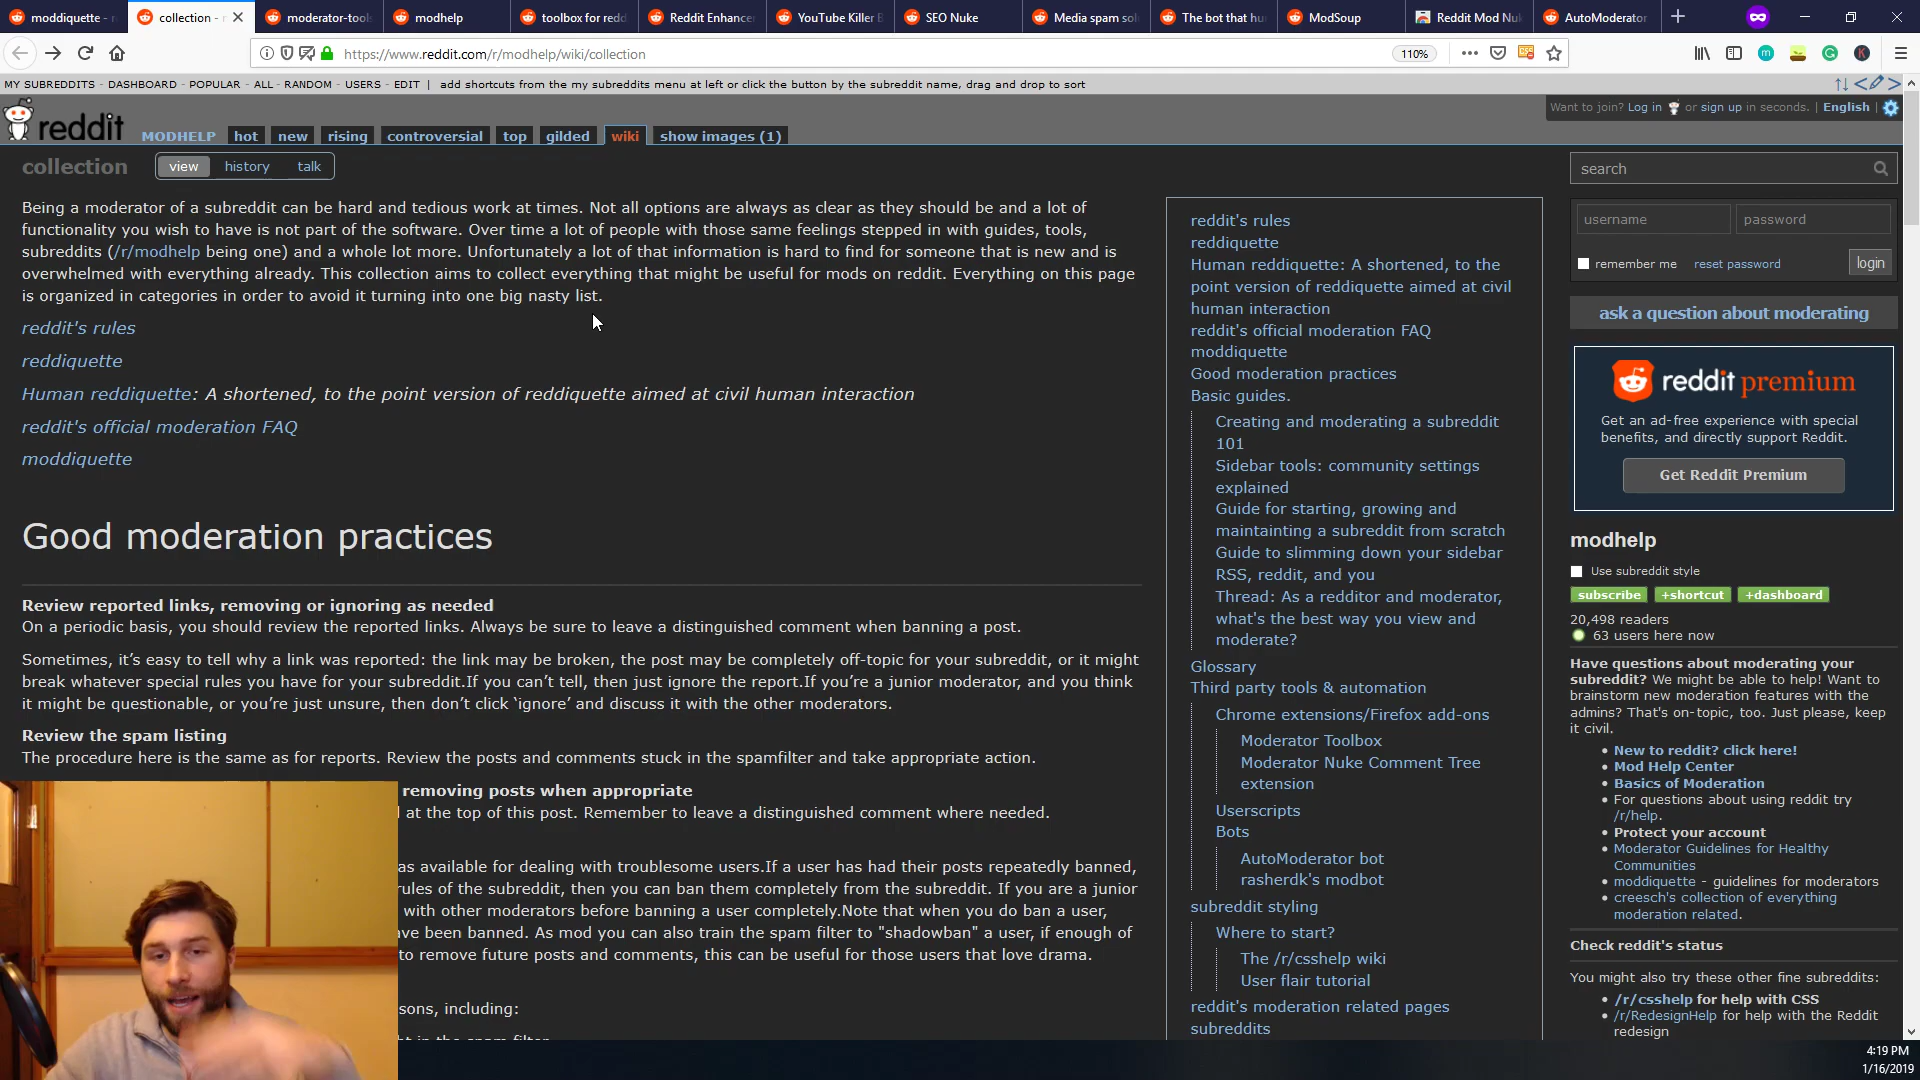 moddiquette - r
collection - r
moderator-tools
modhelp
toolbox for redd
Reddit Enhance
YouTube Killer B
SEO Nuke
Media spam sol
The bot that hu
ModSoup
Reddit Mod Nuk
AutoModerator
https://www.reddit.com/r/modhelp/wiki/collection
110%
MY SUBREDDITS - DASHBOARD - POPULAR - ALL - RANDOM - USERS - EDIT | add shortcuts from the my subreddits menu at left or click the button by the subreddit name, drag and drop to sort
reddit MODHELP hot new rising controversial top gilded wiki show images (1)
Want to join? Log in or sign up in seconds. | English
collection view history talk
Being a moderator of a subreddit can be hard and tedious work at times. Not all options are always as clear as they should be and a lot of
functionality you wish to have is not part of the software. Over time a lot of people with those same feelings stepped in with guides, tools,
subreddits (/r/modhelp being one) and a whole lot more. Unfortunately a lot of that information is hard to find for someone that is new and is
overwhelmed with everything already. This collection aims to collect everything that might be useful for mods on reddit. Everything on this page
is organized in categories in order to avoid it turning into one big nasty list.
reddit's rules
reddiquette
Human reddiquette: A shortened, to the point version of reddiquette aimed at civil human interaction
reddit's official moderation FAQ
moddiquette
Good moderation practices
Review reported links, removing or ignoring as needed
On a periodic basis, you should review the reported links. Always be sure to leave a distinguished comment when banning a post.
Sometimes, it's easy to tell why a link was reported: the link may be broken, the post may be completely off-topic for your subreddit, or it might
break whatever special rules you have for your subreddit.If you can't tell, then just ignore the report.If you're a junior moderator, and you think
it might be questionable, or you're just unsure, then don't click 'ignore' and discuss it with the other moderators.
Review the spam listing
The procedure here is the same as for reports. Review the posts and comments stuck in the spamfilter and take appropriate action.
removing posts when appropriate
at the top of this post. Remember to leave a distinguished comment where needed.
as available for dealing with troublesome users.If a user has had their posts repeatedly banned,
rules of the subreddit, then you can ban them completely from the subreddit. If you are a junior
with other moderators before banning a user completely.Note that when you do ban a user,
ave been banned. As mod you can also train the spam filter to "shadowban" a user, if enough of
to remove future posts and comments, this can be useful for those users that love drama.
sons, including:
reddit's rules
reddiquette
Human reddiquette: A shortened, to the
point version of reddiquette aimed at civil
human interaction
reddit's official moderation FAQ
moddiquette
Good moderation practices
Basic guides.
Creating and moderating a subreddit
101
Sidebar tools: community settings
explained
Guide for starting, growing and
maintainting a subreddit from scratch
Guide to slimming down your sidebar
RSS, reddit, and you
Thread: As a redditor and moderator,
what's the best way you view and
moderate?
Glossary
Third party tools & automation
Chrome extensions/Firefox add-ons
Moderator Toolbox
Moderator Nuke Comment Tree
extension
Userscripts
Bots
AutoModerator bot
rasherdk's modbot
subreddit styling
Where to start?
The /r/csshelp wiki
User flair tutorial
reddit's moderation related pages
subreddits
search
username password
remember me reset password login
ask a question about moderating
reddit premium
Get an ad-free experience with special
benefits, and directly support Reddit.
Get Reddit Premium
modhelp
Use subreddit style
subscribe +shortcut +dashboard
20,498 readers
63 users here now
Have questions about moderating your
subreddit? We might be able to help! Want to
brainstorm new moderation features with the
admins? That's on-topic, too. Just please, keep
it civil.
New to reddit? click here!
Mod Help Center
Basics of Moderation
For questions about using reddit try
/r/help.
Protect your account
Moderator Guidelines for Healthy
Communities
moddiquette - guidelines for moderators
creesch's collection of everything
moderation related.
Check reddit's status
You might also try these other fine subreddits:
/r/csshelp for help with CSS
/r/RedesignHelp for help with the Reddit
redesign
4:19 PM
1/16/2019